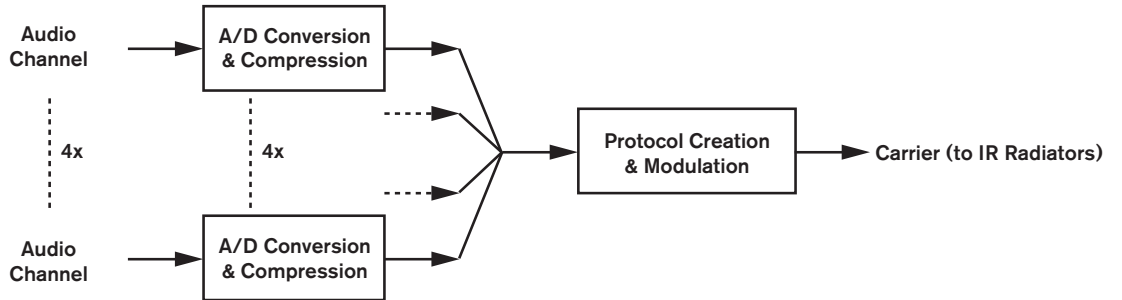 Audio
Channel
A/D Conversion
& Compression
4x
4x
Protocol Creation
& Modulation
Carrier (to IR Radiators)
Audio
Channel
A/D Conversion
& Compression